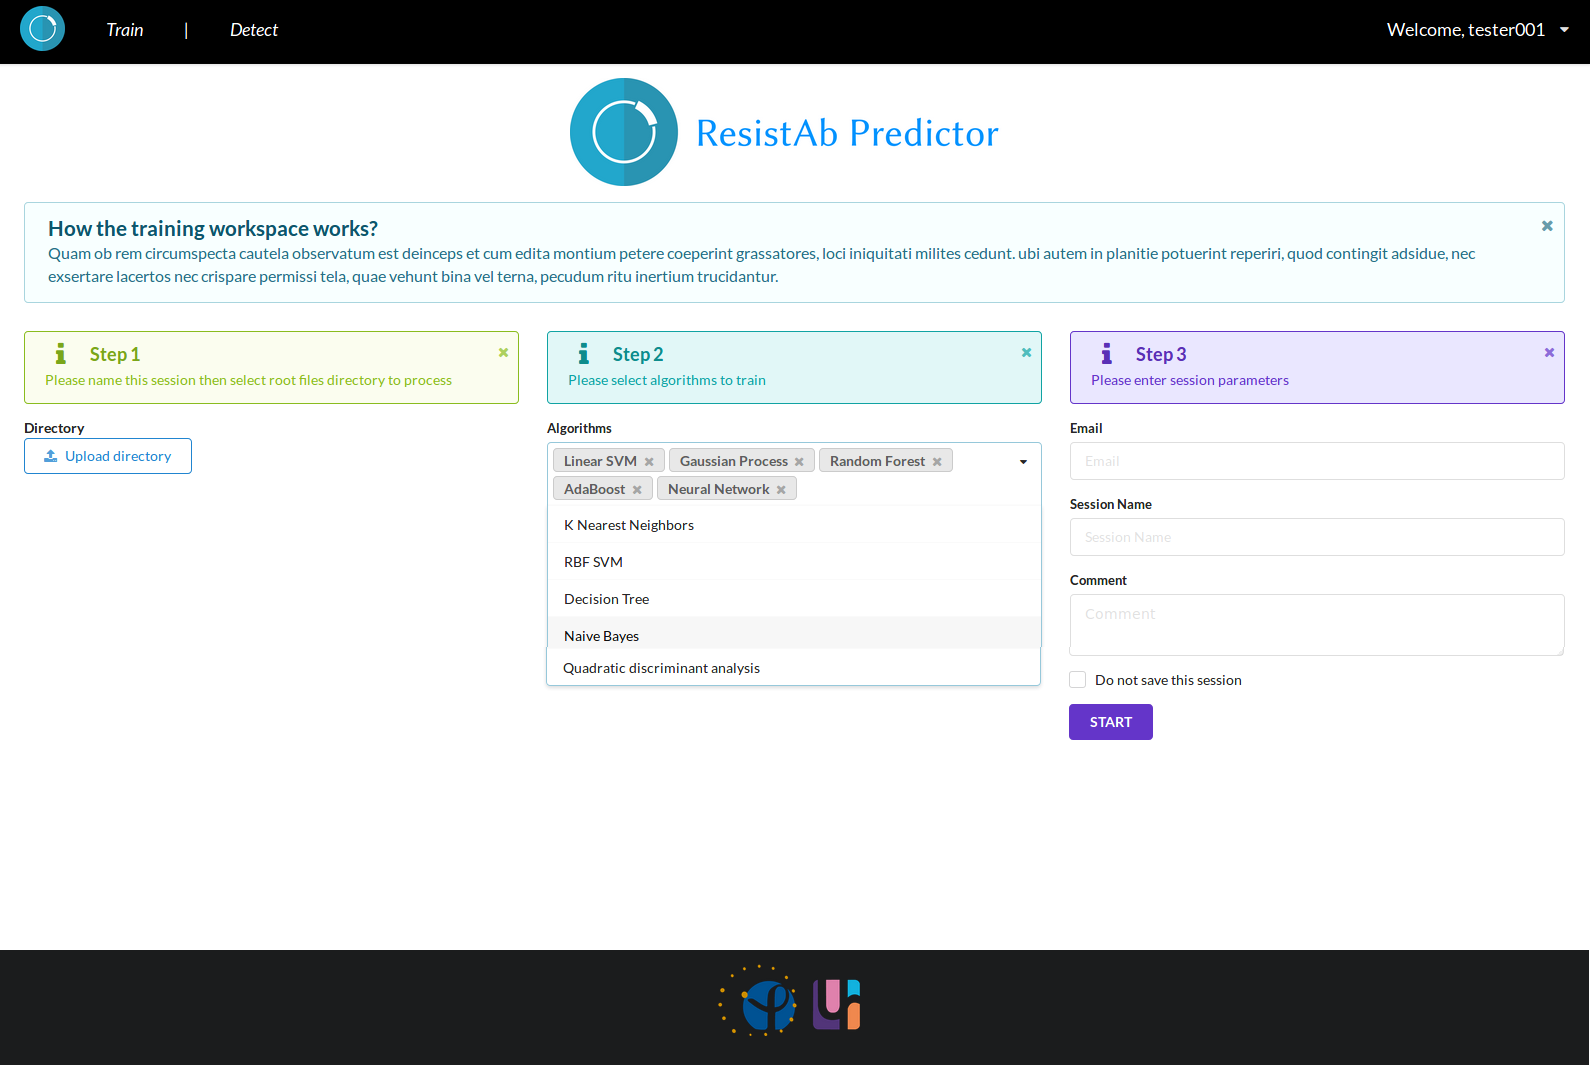 Train | Detect
Welcome, tester001
ResistAb Predictor
How the training workspace works?
Quam ob rem circumspecta cautela observatum est deinceps et cum edita montium petere coeperint grassatores, loci iniquitati milites cedunt. ubi autem in planitie potuerint reperiri, quod contingit adsidue, nec
exsertare lacertos nec crispare permissi tela, quae vehunt bina vel terna, pecudum ritu inertium trucidantur.
Step 1
Please name this session then select root files directory to process
Directory
Upload directory
Step 2
Please select algorithms to train
Algorithms
Linear SVM Gaussian Process Random Forest
AdaBoost Neural Network
K Nearest Neighbors
RBF SVM
Decision Tree
Naive Bayes
Quadratic discriminant analysis
Step 3
Please enter session parameters
Email
Email
Session Name
Session Name
Comment
Comment
Do not save this session
START